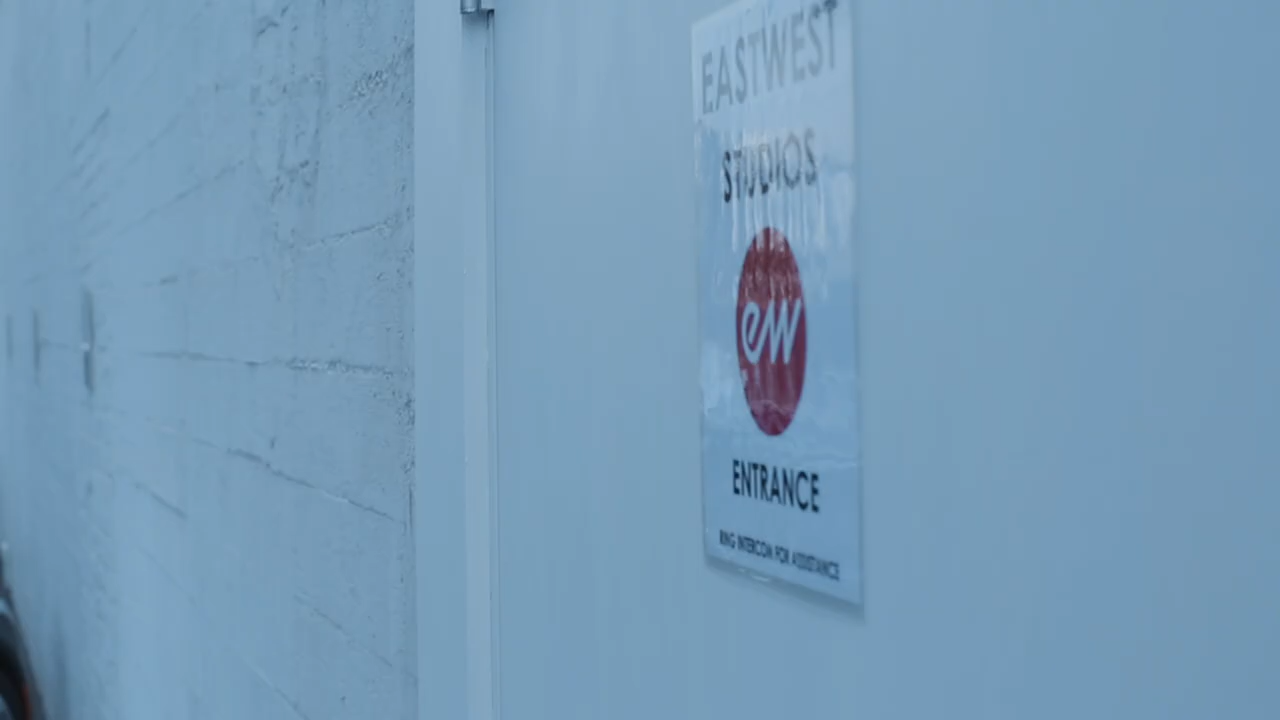 EASTWEST
STUDIOS
ew
ENTRANCE
RING INTERCOM FOR ASSISTANCE